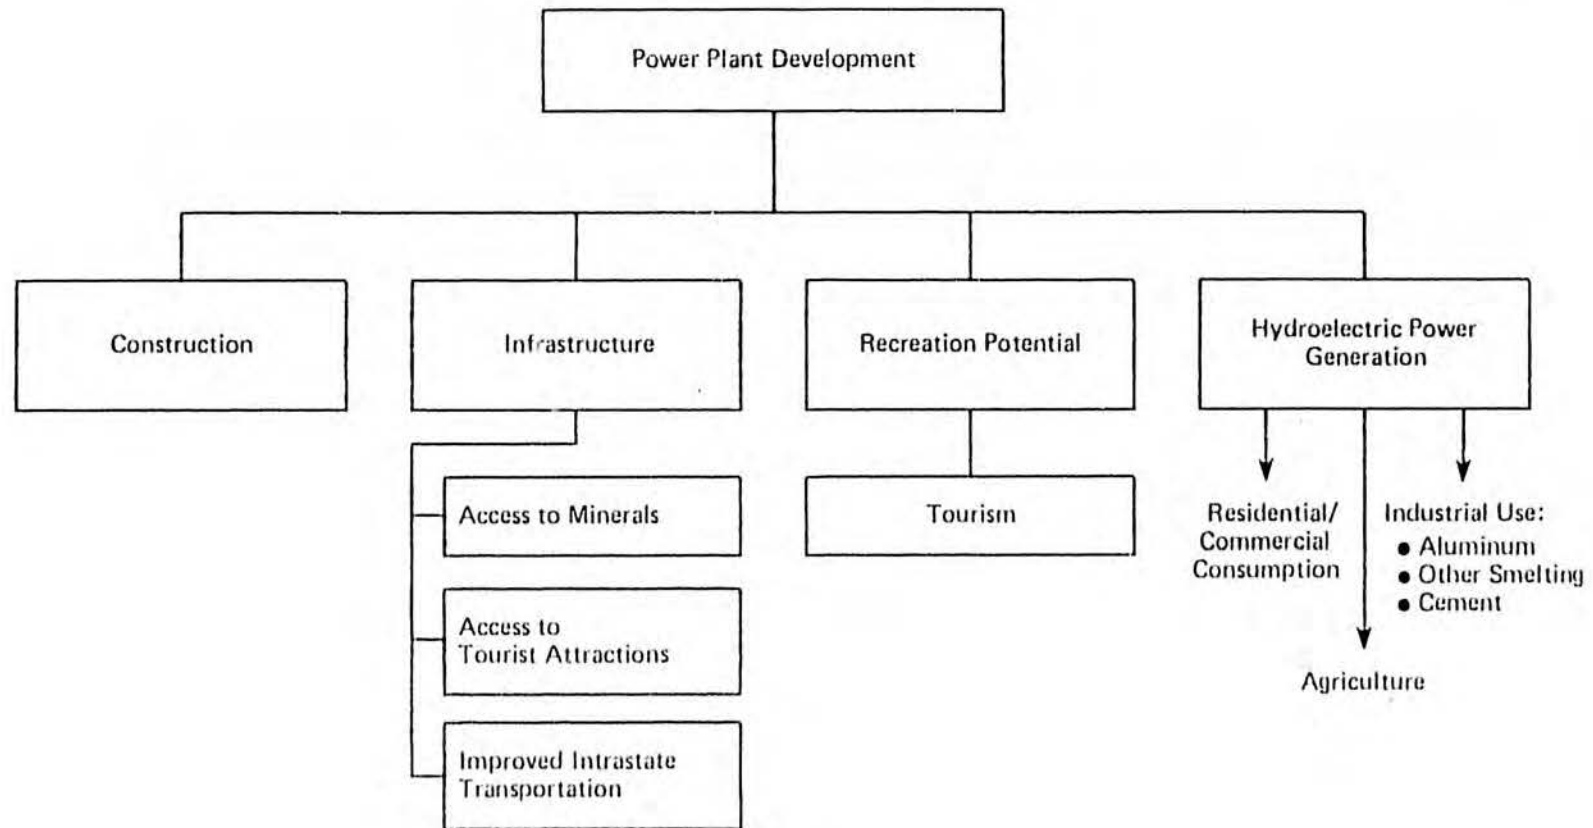 Power Plant Development
Construction
Infrastructure
Recreation Potential
Hydroelectric Power
Generation
Access to Minerals
Access to
Tourist Attractions
Improved Intrastate
Transportation
Tourism
Residential/
Commercial
Consumption
Agriculture
Industrial Use:
● Aluminum
● Other Smelting
● Cement